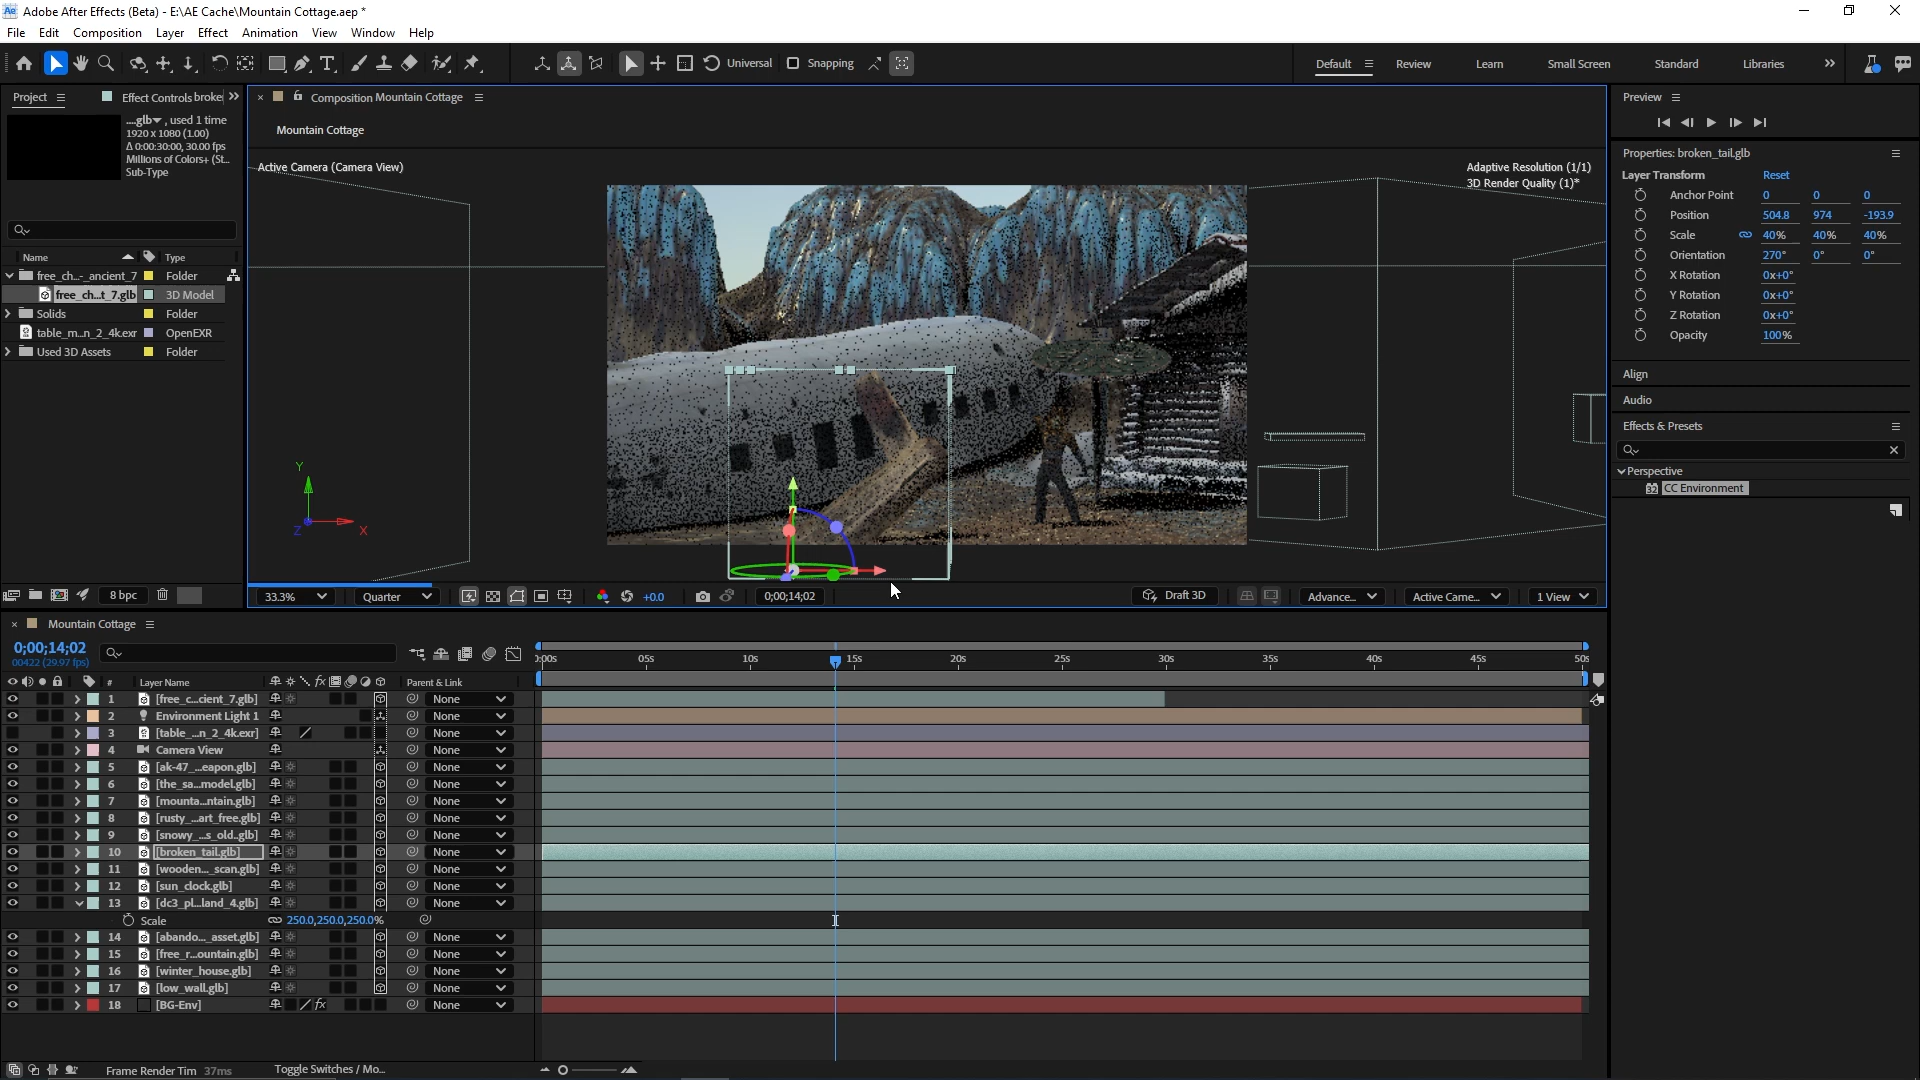 Adobe After Effects (Beta) - E:\AE Cache\Mountain Cottage.aep *
File Edit Composition Layer Effect Animation View Window Help
Universal Snapping Default Review Learn Small Screen Standard Libraries
Project Effect Controls broke
....glb , used 1 time
1920 x 1080 (1.00)
Δ 0:00:30:00, 30.00 fps
Millions of Colors+ (St...
Sub-Type
Name Type
free_ch...-_ancient_7 Folder
free_ch...t_7.glb 3D Model
Solids Folder
table_m...n_2_4k.exr OpenEXR
Used 3D Assets Folder
8 bpc
Composition Mountain Cottage
Mountain Cottage
Active Camera (Camera View)
Adaptive Resolution (1/1)
3D Render Quality (1)*
Y
Z X
33.3% Quarter +0.0 0;00;14;02 Draft 3D Advance... Active Came... 1 View
Preview
Properties: broken_tail.glb
Layer Transform Reset
Anchor Point 0 0 0
Position 504.8 974 -193.9
Scale 40% 40% 40%
Orientation 270° 0° 0°
X Rotation 0x+0°
Y Rotation 0x+0°
Z Rotation 0x+0°
Opacity 100%
Align
Audio
Effects & Presets
Perspective
32 CC Environment
Mountain Cottage
0;00;14;02
00422 (29.97 fps)
:00s 05s 10s 15s 20s 25s 30s 35s 40s 45s 50s
# Layer Name fx Parent & Link
1 [free_c...cient_7.glb] None
2 Environment Light 1 None
3 [table_...n_2_4k.exr] None
4 Camera View None
5 [ak-47_...eapon.glb] None
6 [the_sa...model.glb] None
7 [mounta...ntain.glb] None
8 [rusty_...art_free.glb] None
9 [snowy_...s_old..glb] None
10 [broken_tail.glb] None
11 [wooden..._scan.glb] None
12 [sun_clock.glb] None
13 [dc3_pl...land_4.glb] None
Scale 250.0,250.0,250.0%
14 [abando..._asset.glb] None
15 [free_r...ountain.glb] None
16 [winter_house.glb] None
17 [low_wall.glb] None
18 [BG-Env] fx None
Frame Render Tim 37ms Toggle Switches / Mo...